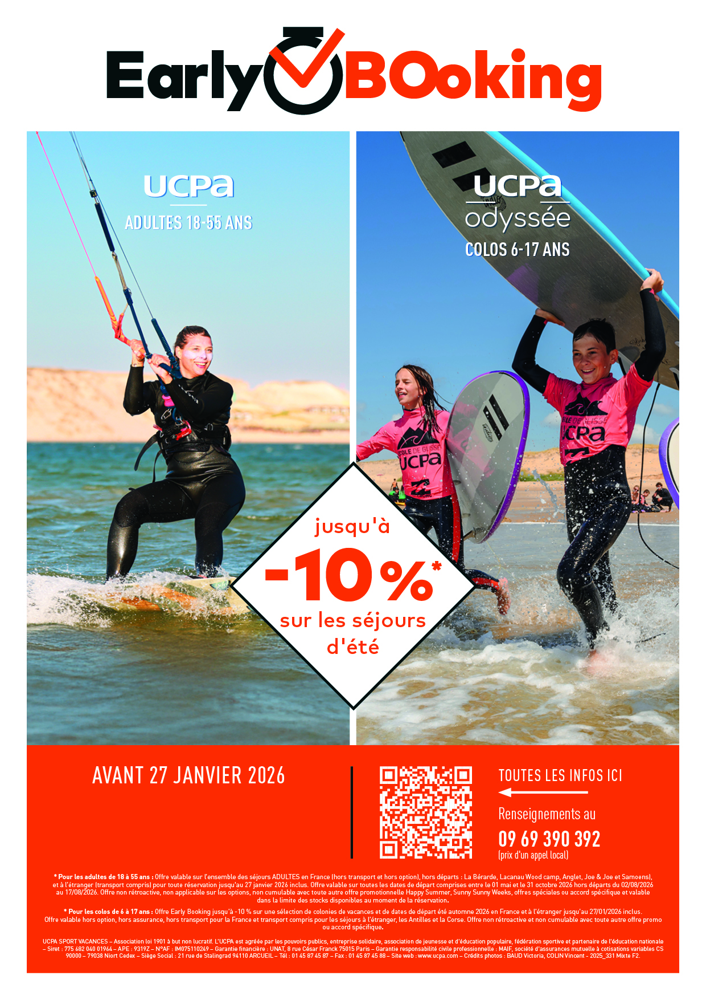 Early BOoking
UCPA
ADULTES 18-55 ANS
UCPA
odyssée
COLOS 6-17 ANS
ÉCOLE DE GLISSE
UCPA
DE GLISSE
UCPA
jusqu'à
-10%*
sur les séjours
d'été
AVANT 27 JANVIER 2026
TOUTES LES INFOS ICI
Renseignements au
09 69 390 392
(prix d'un appel local)
* Pour les adultes de 18 à 55 ans : Offre valable sur l'ensemble des séjours ADULTES en France (hors transport et hors option), hors départs : La Bérarde, Lacanau Wood camp, Anglet, Joe & Joe et Samoens),
et à l'étranger (transport compris) pour toute réservation jusqu'au 27 janvier 2026 inclus. Offre valable sur toutes les dates de départ comprises entre le 01 mai et le 31 octobre 2026 hors départs du 02/08/2026
au 17/08/2026. Offre non rétroactive, non applicable sur les options, non cumulable avec toute autre offre promotionnelle Happy Summer, Sunny Sunny Weeks, offres spéciales ou accord spécifique et valable
dans la limite des stocks disponibles au moment de la réservation.
* Pour les colos de 6 à 17 ans : Offre Early Booking jusqu'à -10 % sur une sélection de colonies de vacances et de dates de départ été automne 2026 en France et à l'étranger jusqu'au 27/01/2026 inclus.
Offre valable hors option, hors assurance, hors transport pour la France et transport compris pour les séjours à l'étranger, les Antilles et la Corse. Offre non rétroactive et non cumulable avec toute autre offre promo
ou accord spécifique.
UCPA SPORT VACANCES – Association loi 1901 à but non lucratif. L'UCPA est agréée par les pouvoirs publics, entreprise solidaire, association de jeunesse et d'éducation populaire, fédération sportive et partenaire de l'éducation nationale
– Siret : 775 682 040 01964 – APE : 9319Z – N°AF : IM075110249 – Garantie financière : UNAT, 8 rue César Franck 75015 Paris – Garantie responsabilité civile professionnelle : MAIF, société d'assurances mutuelle à cotisations variables CS
90000 – 79038 Niort Cedex – Siège Social : 21 rue de Stalingrad 94110 ARCUEIL – Tél : 01 45 87 45 87 – Fax : 01 45 87 45 88 – Site web : www.ucpa.com – Crédits photos : BAUD Victoria, COLIN Vincent - 2025_331 Mixte F2.